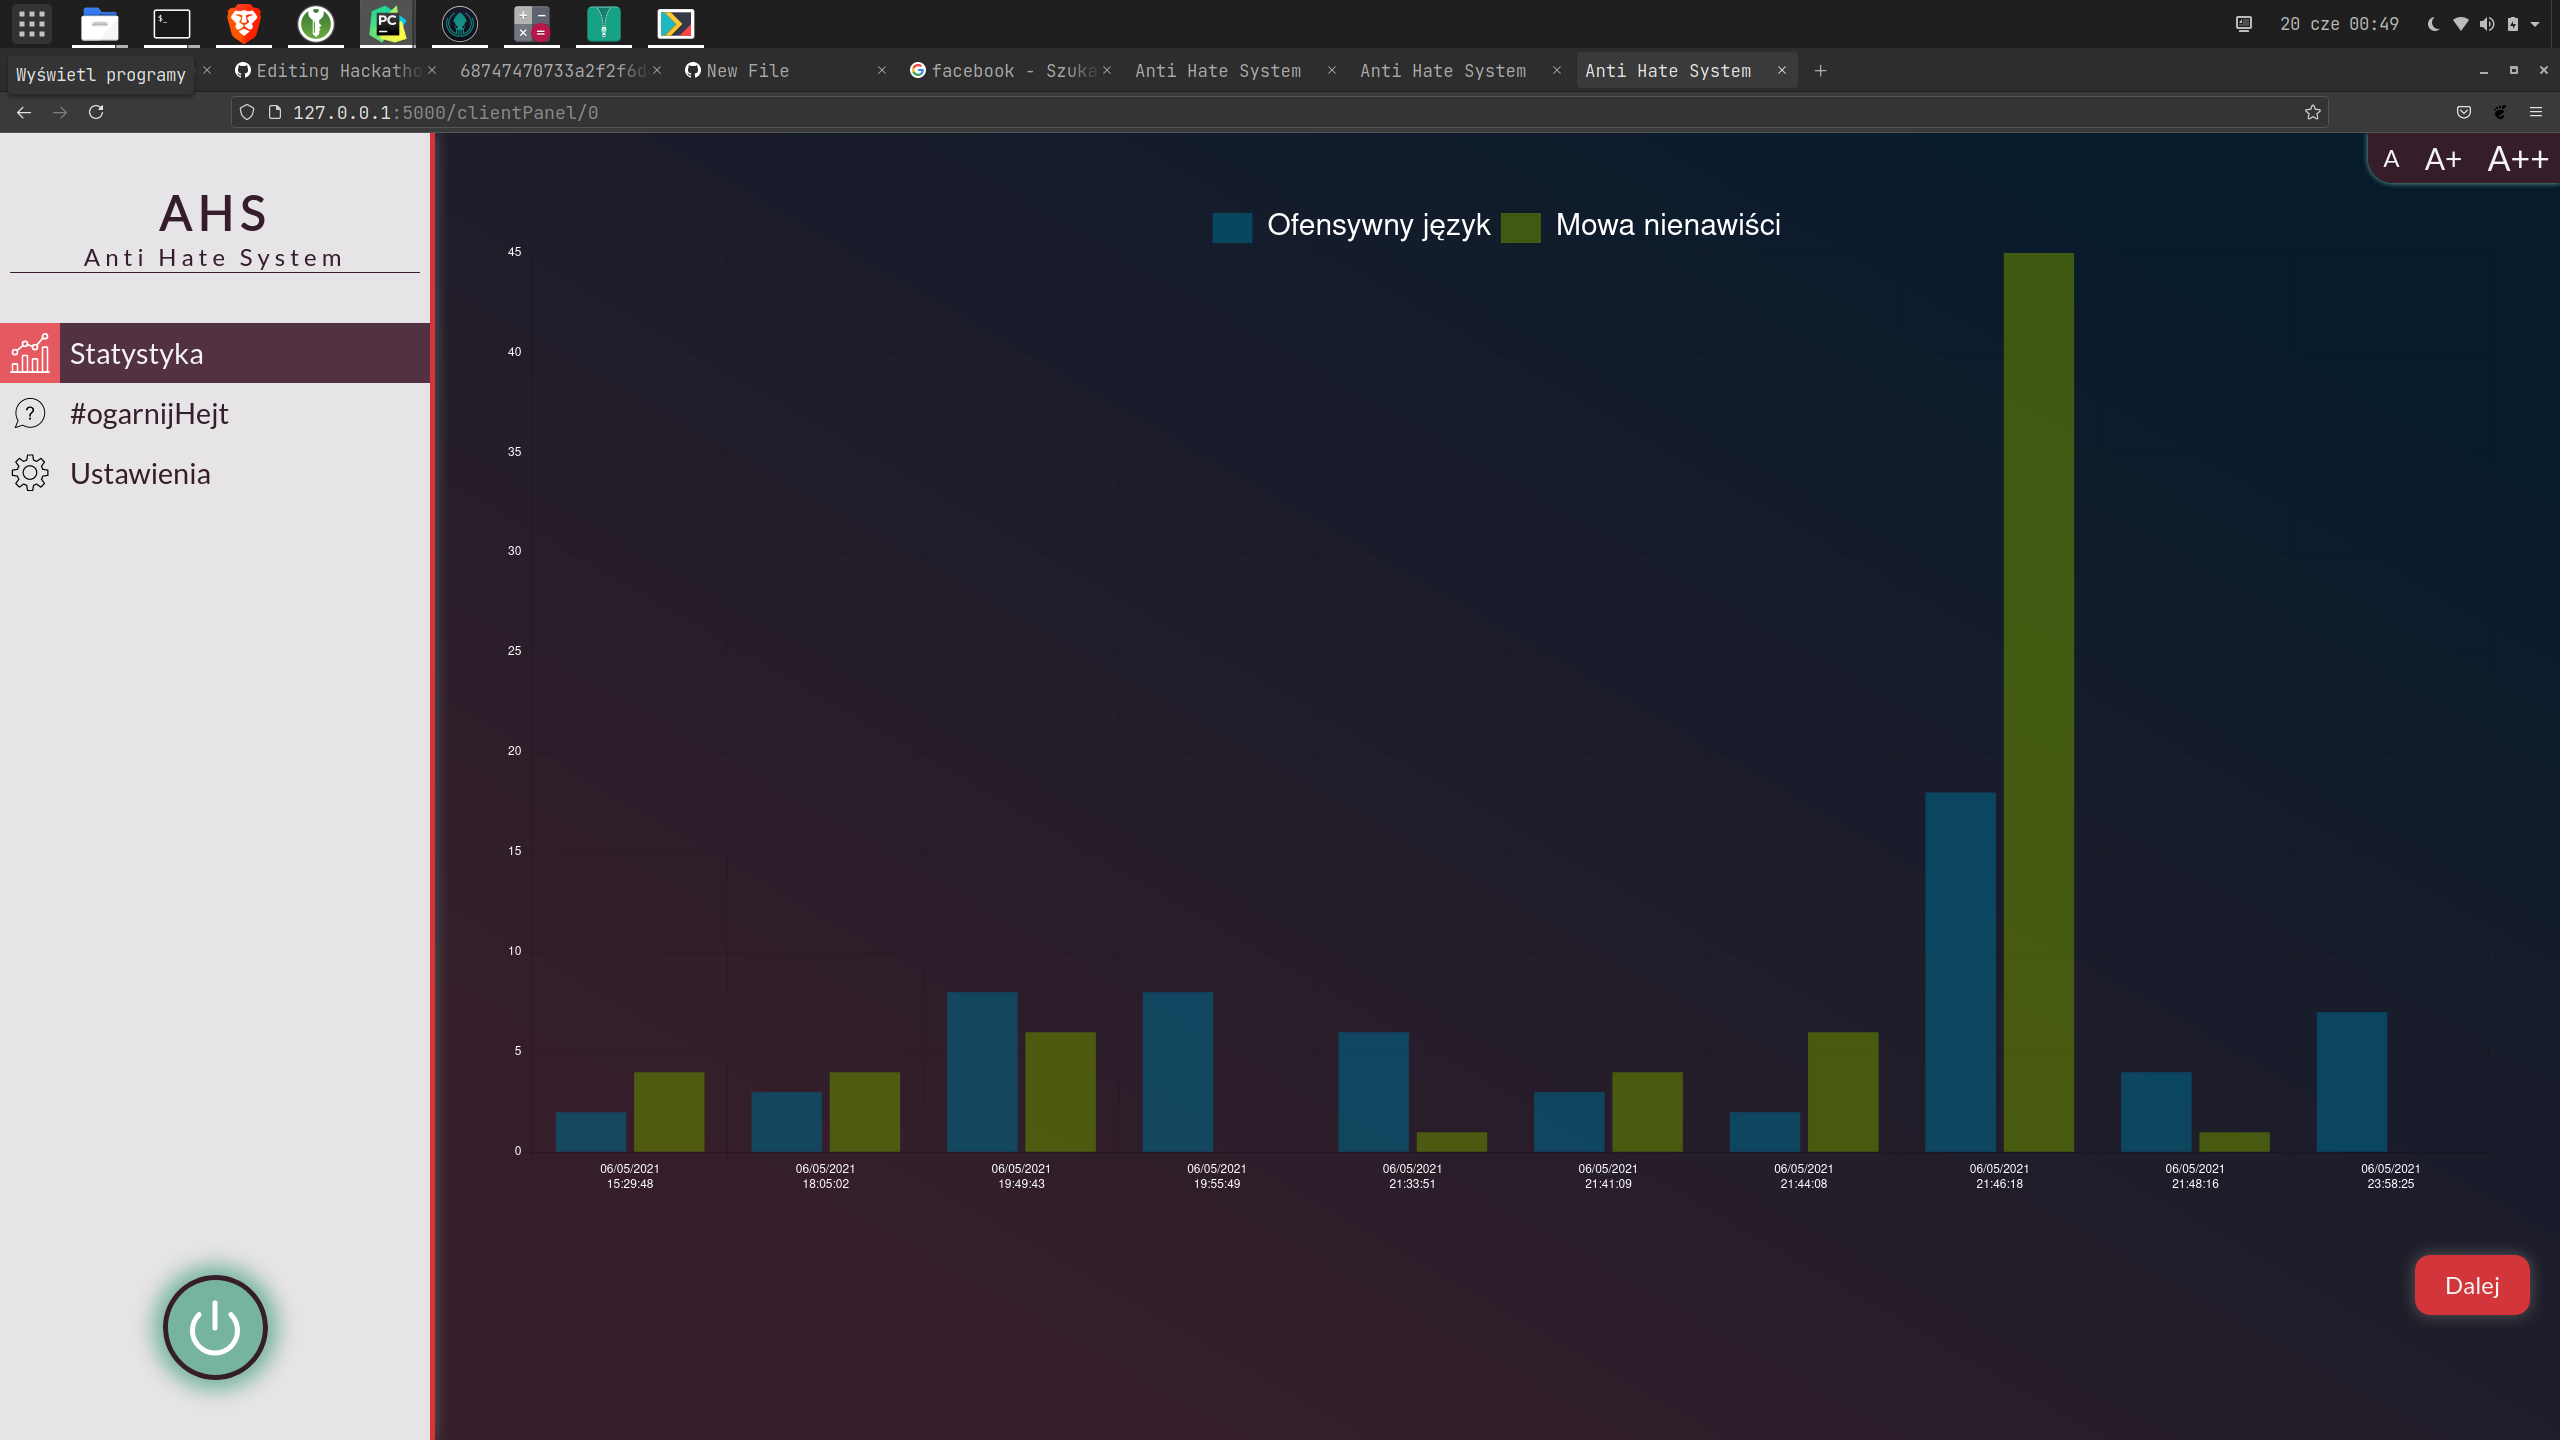 20 cze 00:49
Wyświetl programy
Editing Hackatho
68747470733a2f2f6d
New File
facebook - Szuka
Anti Hate System
Anti Hate System
Anti Hate System
127.0.0.1:5000/clientPanel/0
A A+ A++
AHS
Anti Hate System
Statystyka
#ogarnijHejt
Ustawienia
Ofensywny język
Mowa nienawiści
45
40
35
30
25
20
15
10
5
0
06/05/2021
15:29:48
06/05/2021
18:05:02
06/05/2021
19:49:43
06/05/2021
19:55:49
06/05/2021
21:33:51
06/05/2021
21:41:09
06/05/2021
21:44:08
06/05/2021
21:46:18
06/05/2021
21:48:16
06/05/2021
23:58:25
Dalej